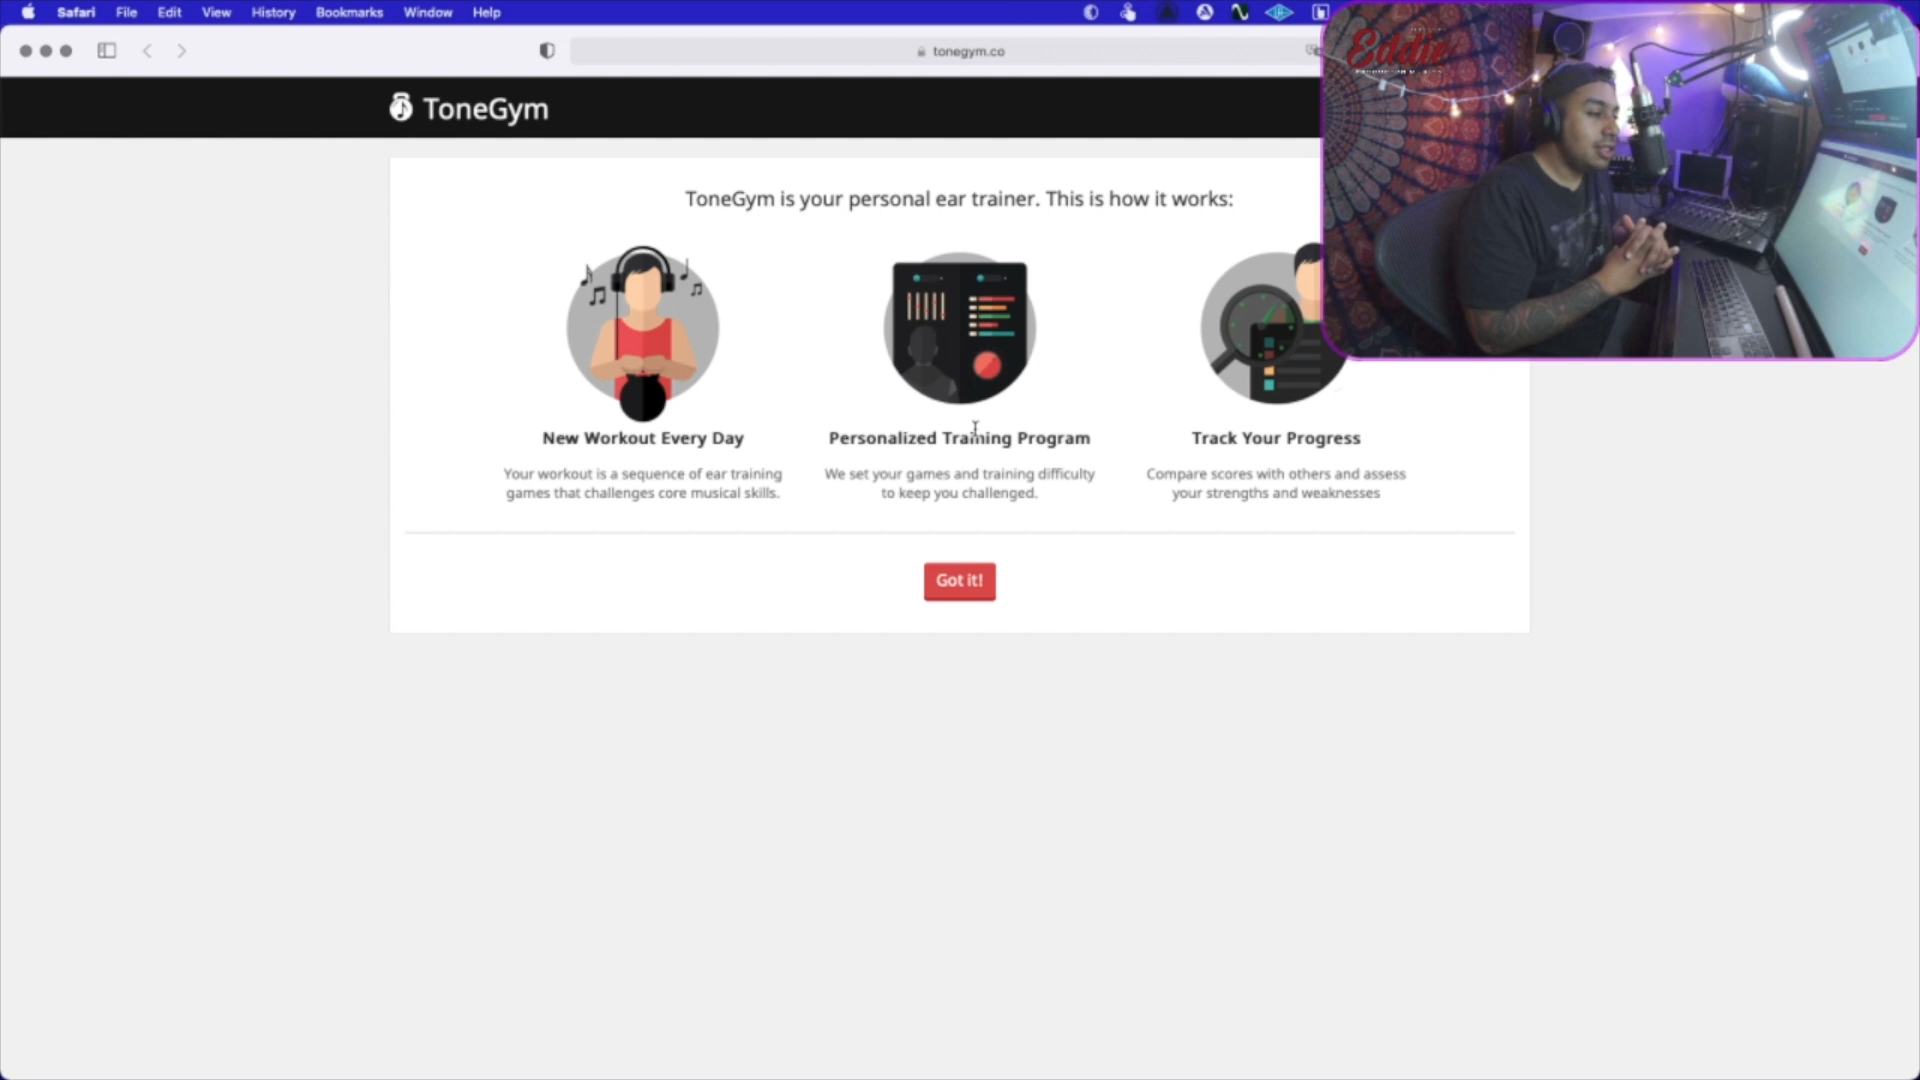 Safari File Edit View History Bookmarks Window Help
tonegym.co
Eddie
ToneGym
ToneGym is your personal ear trainer. This is how it works:
New Workout Every Day
Your workout is a sequence of ear training
games that challenges core musical skills.
Personalized Training Program
We set your games and training difficulty
to keep you challenged.
Track Your Progress
Compare scores with others and assess
your strengths and weaknesses
Got it!